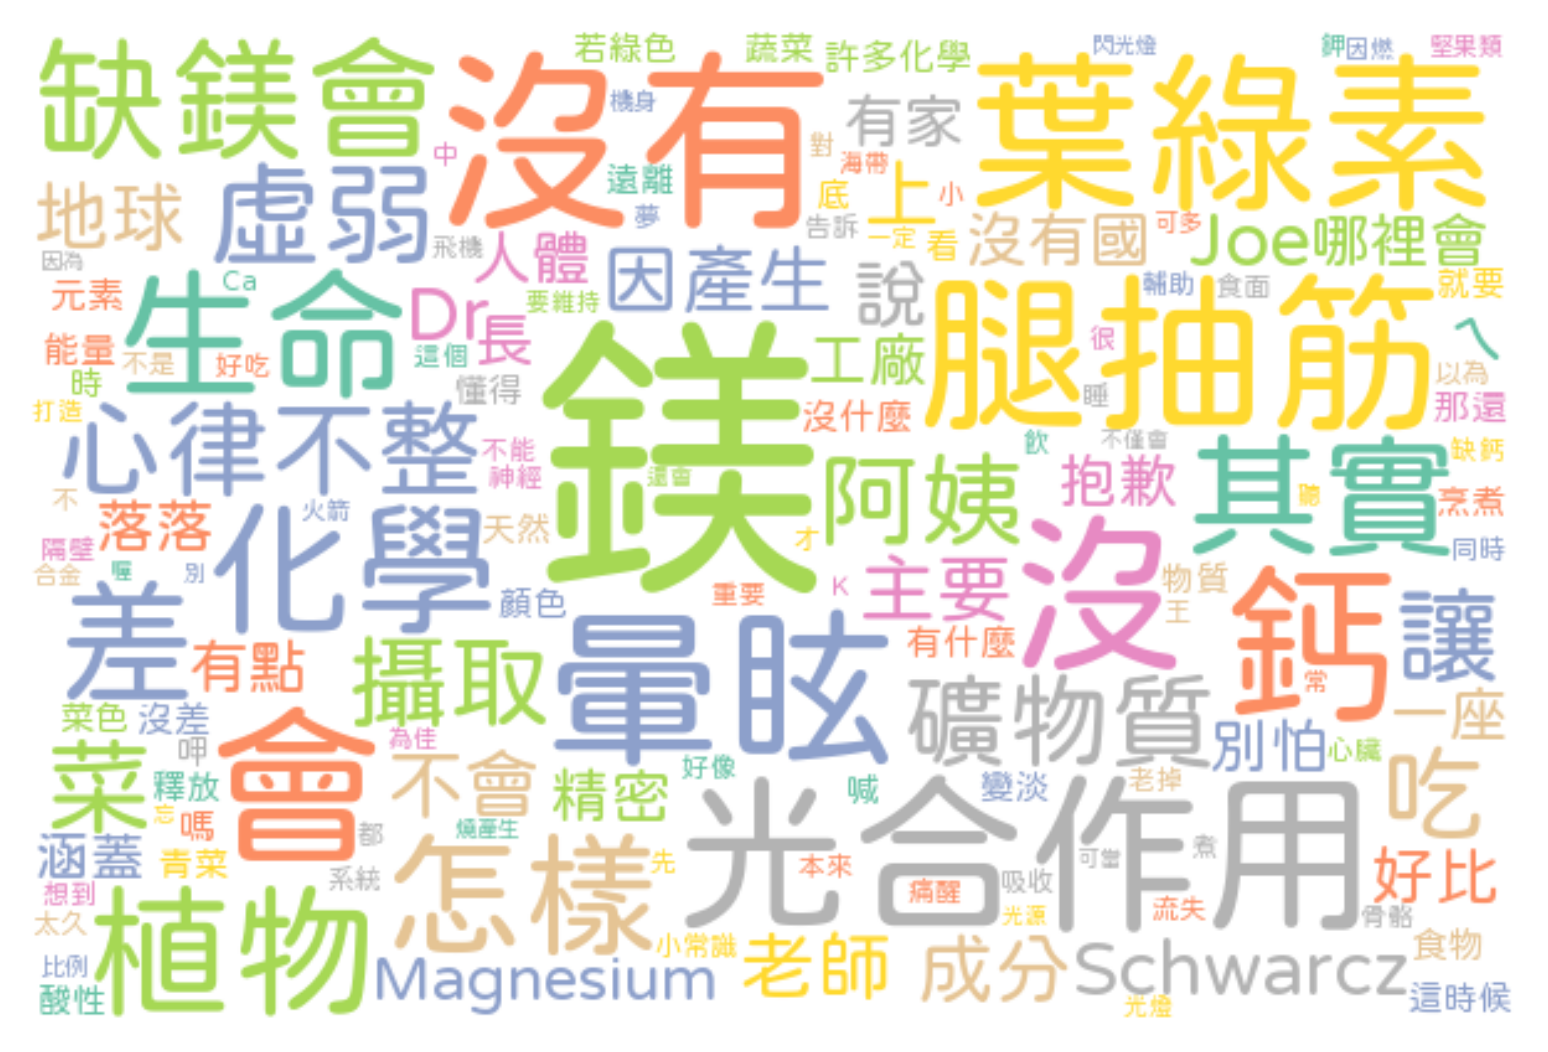 缺鎂會
沒有
若綠色
蔬菜
許多化學
閃光燈
鉀
因燃
堅果類
葉綠素
機身
有家
中
對
海帶
遠離
底
上
小
地球
虛弱
夢
告訴
一定
看
沒有國
可多
Joe哪裡會
因為
飛機
人體
因產生
說
輔助
食面
就要
元素
Ca
生命
Dr
長
要維持
腿抽筋
乀
能量
不是
好吃
這個
鎂
工廠
很
以為
時
懂得
睡
那還
打造
心律不整
沒什麼
不能
神經
還會
阿姨
飲
不僅會
抱歉
其實
缺鈣
聽
不
落落
火箭
化學
天然
才
沒
烹煮
隔壁
合金
喔
別
同時
差
顏色
重要
K
主要
物質
王
鈣
讓
有點
攝取
暈眩
有什麼
常
菜色
沒差
礦物質
一座
呷
會
為佳
別怕
心臟
菜
釋放
不會
精密
好像
喊
變淡
老掉
吃
忘
嗎
都
燒產生
光合作用
涵蓋
青菜
怎樣
先
本來
可當
煮
好比
想到
系統
痛醒
吸收
太久
植物
光源
流失
骨骼
小常識
老師
成分
Schwarcz
食物
比例
酸性
Magnesium
光燈
這時候